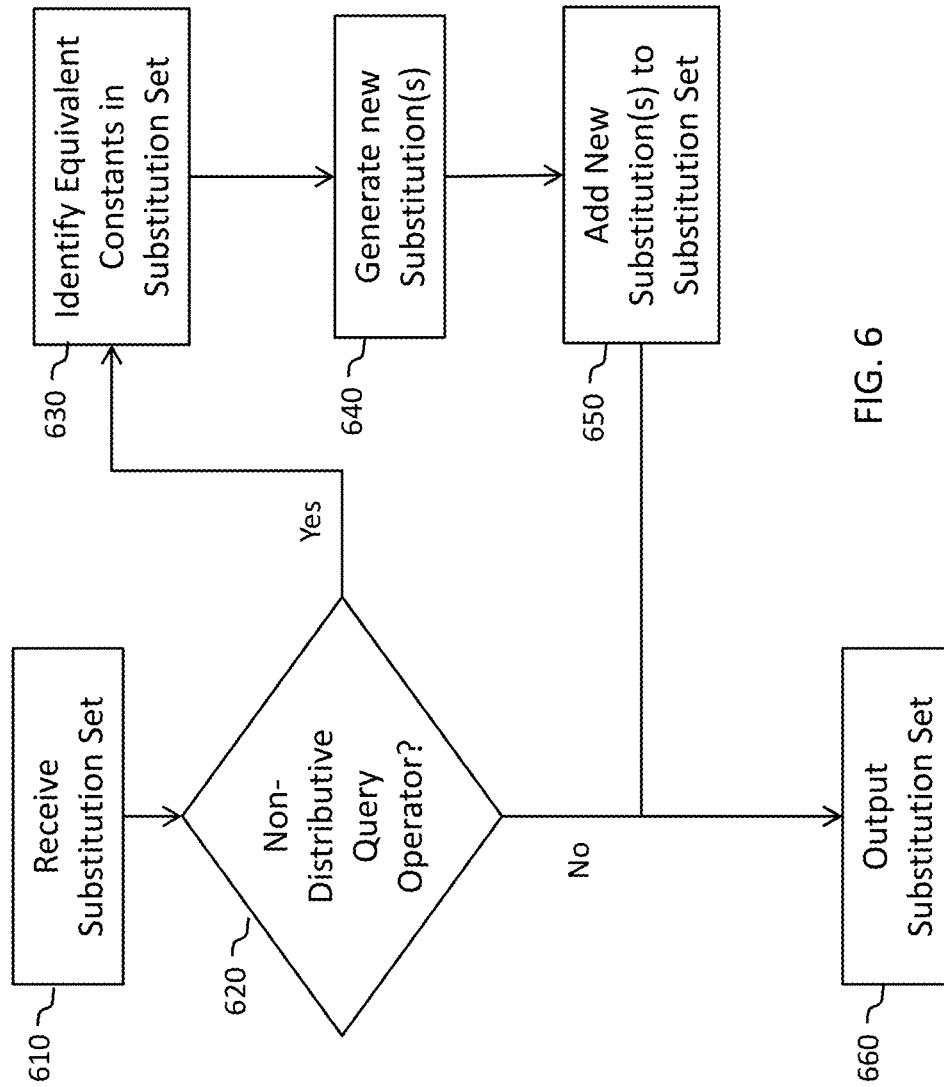 610
Receive
Substitution Set
620
Non-
Distributive
Query
Operator?
Yes
No
630
Identify Equivalent
Constants in
Substitution Set
640
Generate new
Substitution(s)
650
Add New
Substitution(s) to
Substitution Set
660
Output
Substitution Set
FIG. 6